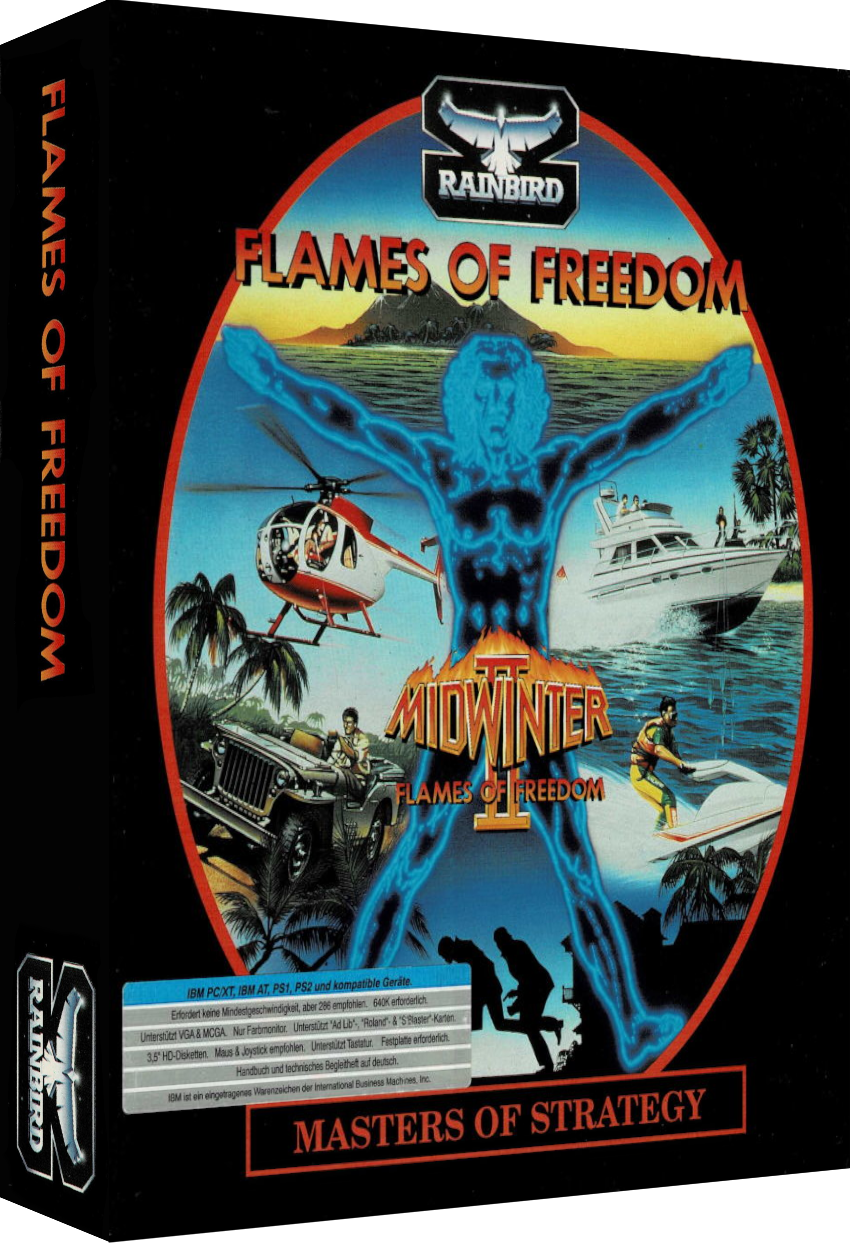 FLAMES OF FREEDOM
RAINBIRD
RAINBIRD
FLAMES OF FREEDOM
II
MIDWINTER
FLAMES OF FREEDOM
IBM PC/XT, IBM AT, PS1, PS2 und kompatible Geräte.
Erfordert keine Mindestgeschwindigkeit, aber 286 empfohlen. 640K erforderlich.
Unterstützt VGA & MCGA. Nur Farbmonitor. Unterstützt "Ad Lib"-, "Roland"- & "S'Blaster"-Karten.
3,5" HD-Disketten. Maus & Joystick empfohlen. Unterstützt Tastatur. Festplatte erforderlich.
Handbuch und technisches Begleitheft auf deutsch.
IBM ist ein eingetragenes Warenzeichen der International Business Machines, Inc.
MASTERS OF STRATEGY